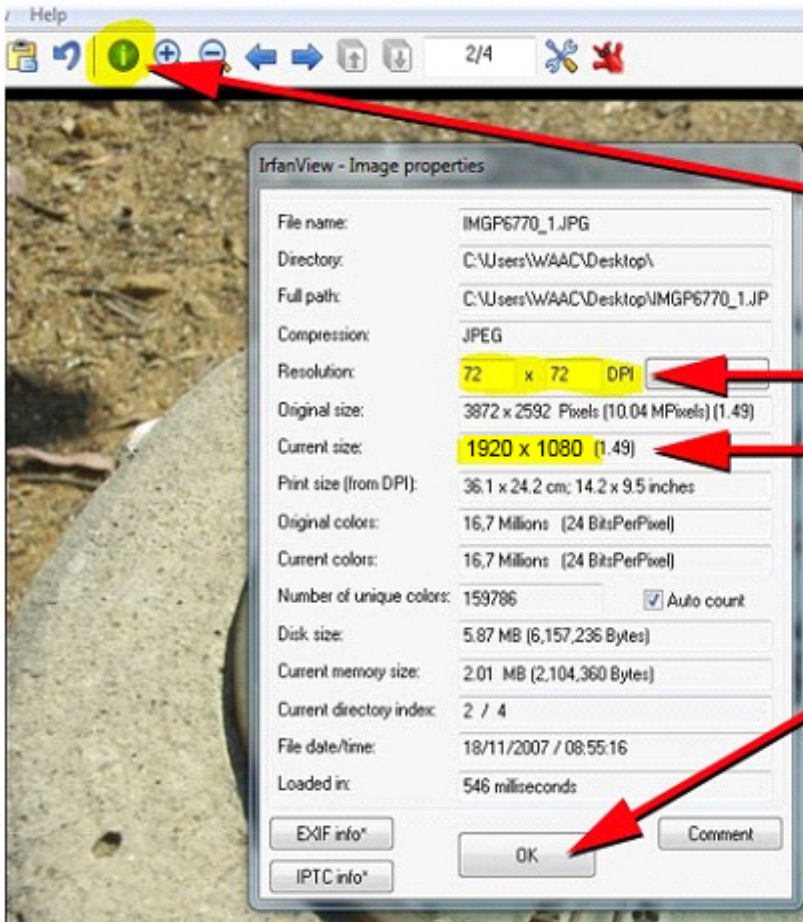 Help
2/4
IrfanView - Image properties
File name: IMGP6770_1.JPG
Directory: C:\Users\WAAC\Desktop\
Full path: C:\Users\WAAC\Desktop\IMGP6770_1.JP
Compression: JPEG
Resolution: 72 x 72 DPI
Original size: 3872 x 2592 Pixels (10.04 MPixels) (1.49)
Current size: 1920 x 1080 (1.49)
Print size (from DPI): 36.1 x 24.2 cm; 14.2 x 9.5 inches
Original colors: 16,7 Millions (24 BitsPerPixel)
Current colors: 16,7 Millions (24 BitsPerPixel)
Number of unique colors: 159786 Auto count
Disk size: 5.87 MB (6,157,236 Bytes)
Current memory size: 2.01 MB (2,104,360 Bytes)
Current directory index: 2 / 4
File date/time: 18/11/2007 / 08:55:16
Loaded in: 546 milliseconds
EXIF info* OK Comment
IPTC info*